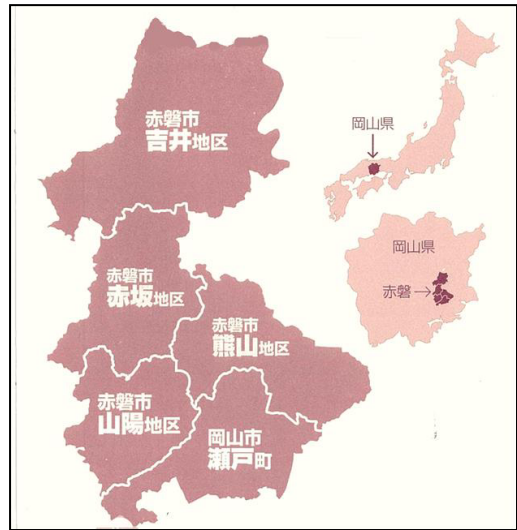 赤磐市
吉井地区
岡山県
岡山県
赤磐→
赤磐市
赤坂地区
赤磐市
熊山地区
赤磐市
山陽地区
岡山市
瀬戸町